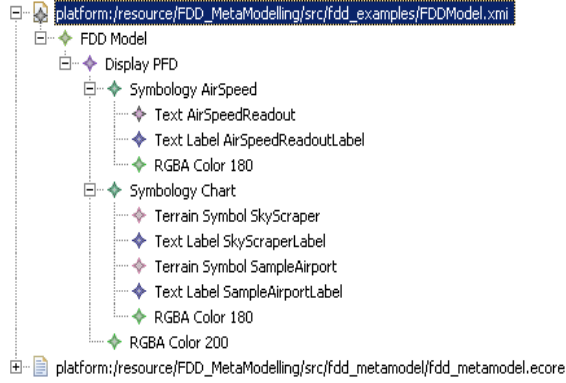 platform:/resource/FDD_MetaModelling/src/fdd_examples/FDDModel.xmi
FDD Model
Display PFD
Symbology AirSpeed
Text AirSpeedReadout
Text Label AirSpeedReadoutLabel
RGBA Color 180
Symbology Chart
Terrain Symbol SkyScraper
Text Label SkyScraperLabel
Terrain Symbol SampleAirport
Text Label SampleAirportLabel
RGBA Color 180
RGBA Color 200
platform:/resource/FDD_MetaModelling/src/fdd_metamodel/fdd_metamodel.ecore